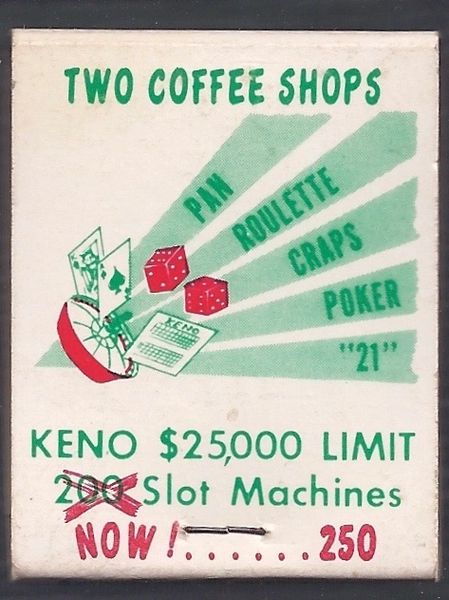 TWO COFFEE SHOPS
PAN
ROULETTE
CRAPS
POKER
"21"
KENO
KENO $25,000 LIMIT
200 Slot Machines
NOW!......250